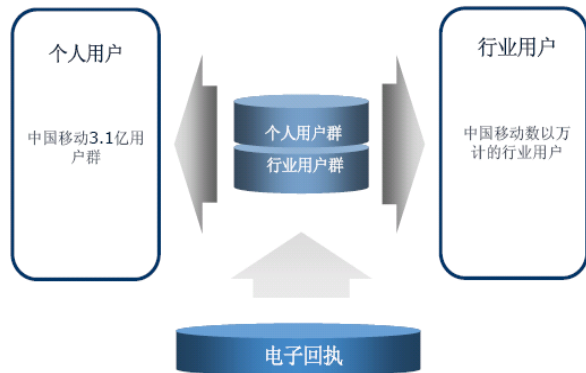 个人用户
中国移动3.1亿用
户群
个人用户群
行业用户群
行业用户
中国移动数以万
计的行业用户
电子回执